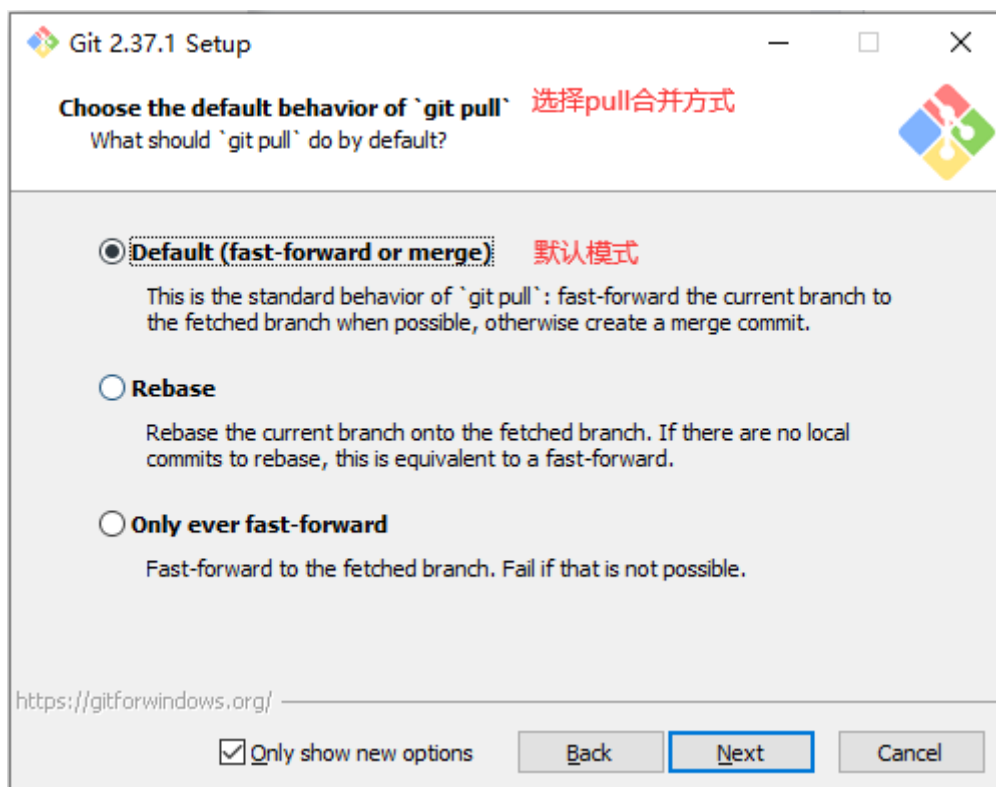 Git 2.37.1 Setup
Choose the default behavior of `git pull` 选择pull合并方式
What should `git pull` do by default?
Default (fast-forward or merge) 默认模式
This is the standard behavior of `git pull`: fast-forward the current branch to
the fetched branch when possible, otherwise create a merge commit.
Rebase
Rebase the current branch onto the fetched branch. If there are no local
commits to rebase, this is equivalent to a fast-forward.
Only ever fast-forward
Fast-forward to the fetched branch. Fail if that is not possible.
https://gitforwindows.org/
Only show new options Back Next Cancel